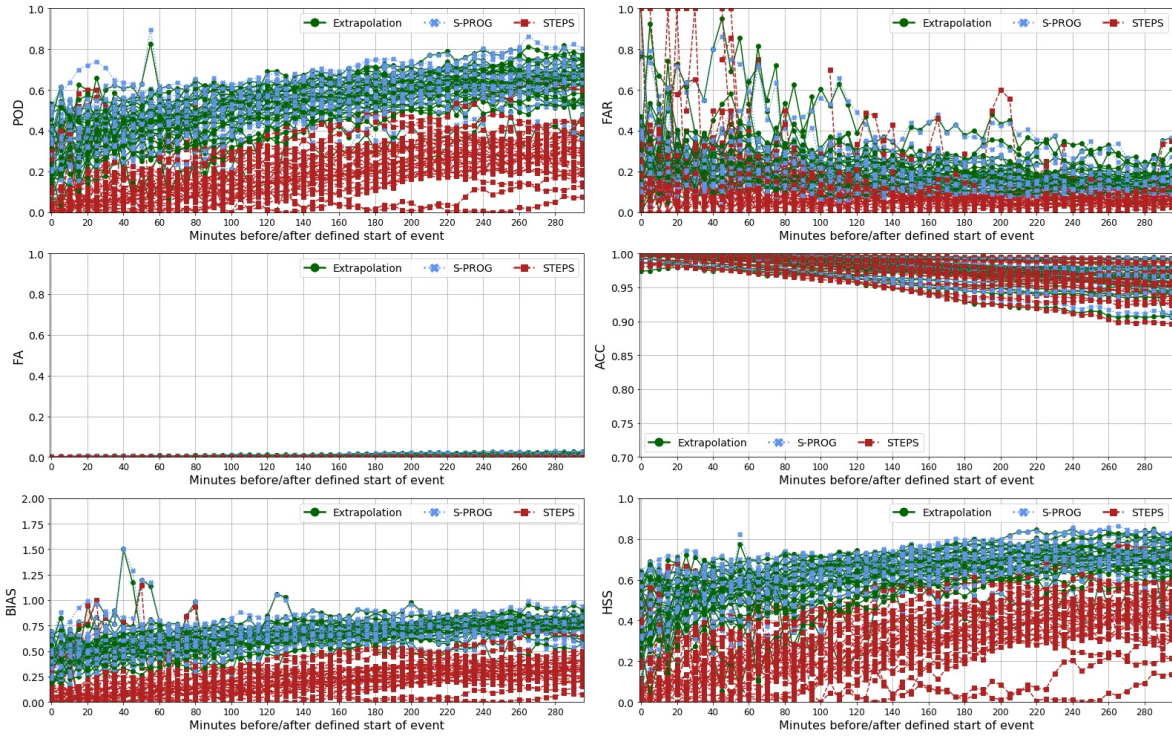 Extrapolation S-PROG STEPS
POD
1.0
0.8
0.6
0.4
0.2
0.0
0 20 40 60 80 100 120 140 160 180 200 220 240 260 280
Minutes before/after defined start of event
Extrapolation S-PROG STEPS
FAR
1.0
0.8
0.6
0.4
0.2
0.0
0 20 40 60 80 100 120 140 160 180 200 220 240 260 280
Minutes before/after defined start of event
Extrapolation S-PROG STEPS
FA
1.0
0.8
0.6
0.4
0.2
0.0
0 20 40 60 80 100 120 140 160 180 200 220 240 260 280
Minutes before/after defined start of event
ACC
1.00
0.95
0.90
0.85
0.80
0.75
0.70
Extrapolation S-PROG STEPS
0 20 40 60 80 100 120 140 160 180 200 220 240 260 280
Minutes before/after defined start of event
Extrapolation S-PROG STEPS
BIAS
2.00
1.75
1.50
1.25
1.00
0.75
0.50
0.25
0.00
0 20 40 60 80 100 120 140 160 180 200 220 240 260 280
Minutes before/after defined start of event
Extrapolation S-PROG STEPS
HSS
1.0
0.8
0.6
0.4
0.2
0.0
0 20 40 60 80 100 120 140 160 180 200 220 240 260 280
Minutes before/after defined start of event